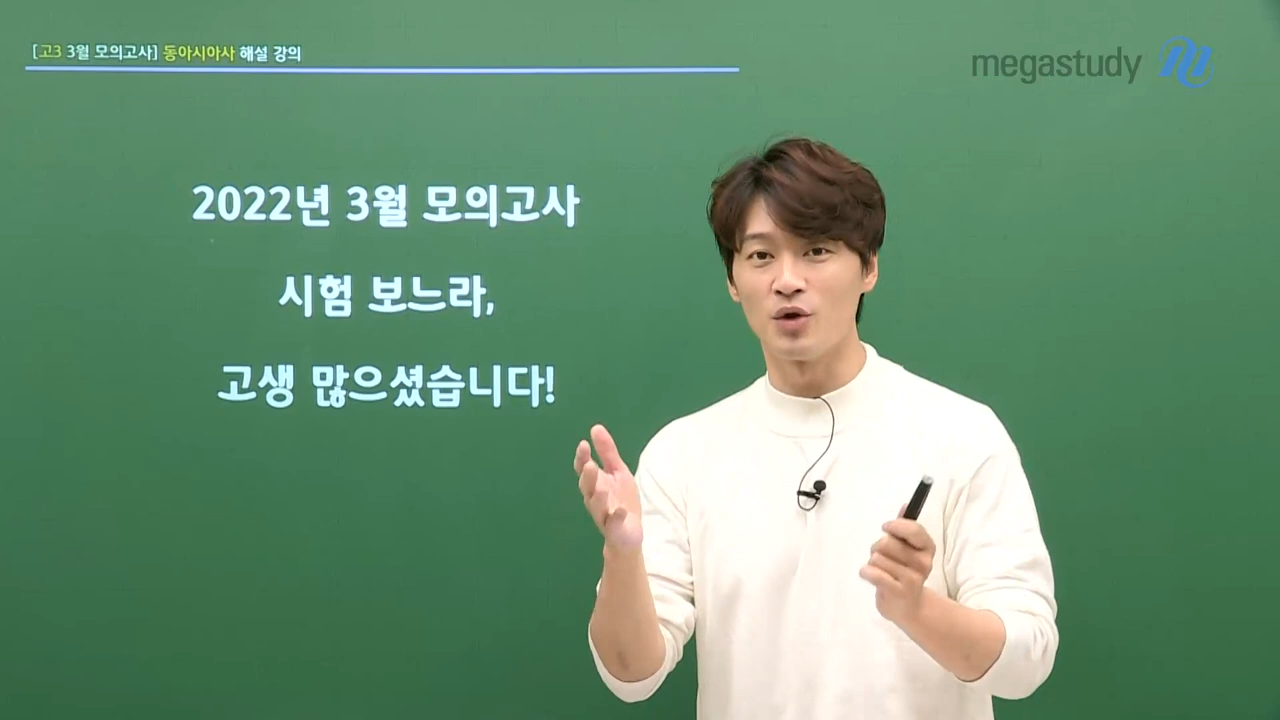 [고3 3월 모의고사] 동아시아사 해설 강의
megastudy
2022년 3월 모의고사
시험 보느라,
고생 많으셨습니다!